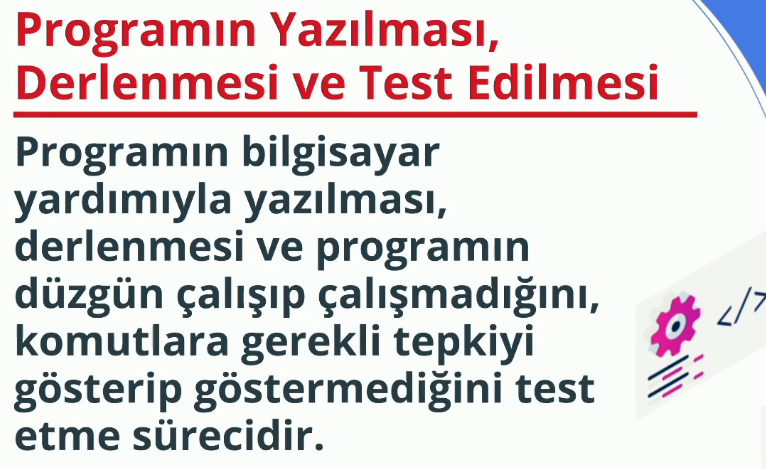 Programın Yazılması,
Derlenmesi ve Test Edilmesi
Programın bilgisayar
yardımıyla yazılması,
derlenmesi ve programın
düzgün çalışıp çalışmadığını,
komutlara gerekli tepkiyi
gösterip göstermediğini test
etme sürecidir.